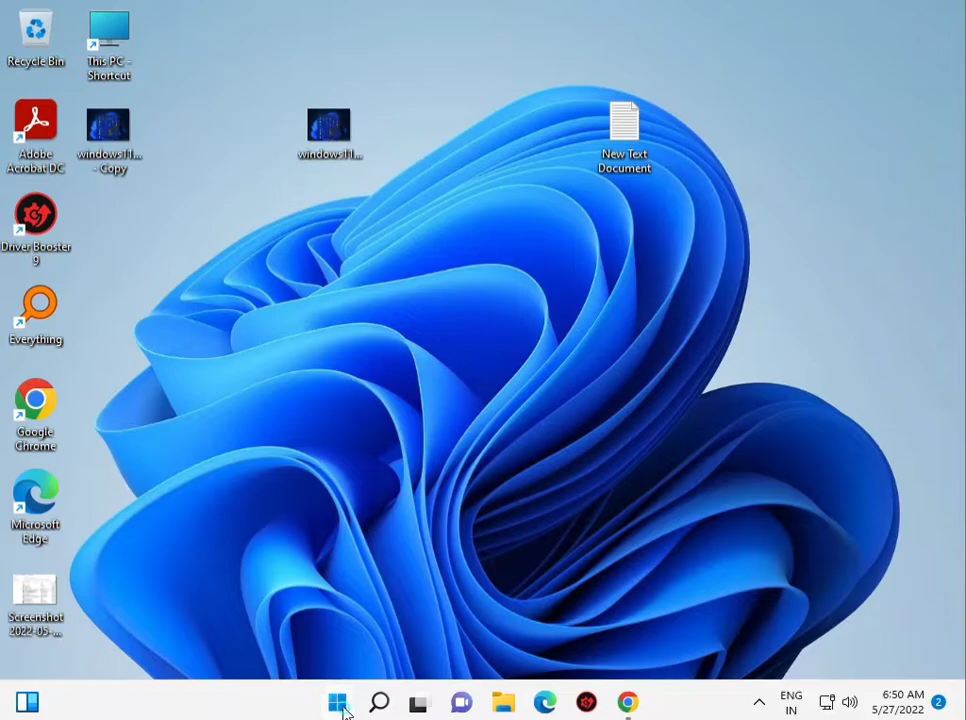 Recycle Bin
This PC -
Shortcut
Adobe
Acrobat DC
windows11...
- Copy
windows11...
New Text
Document
Driver Booster
9
Everything
Google
Chrome
Microsoft
Edge
Screenshot
2022-05-...
ENG
IN
6:50 AM
5/27/2022
2